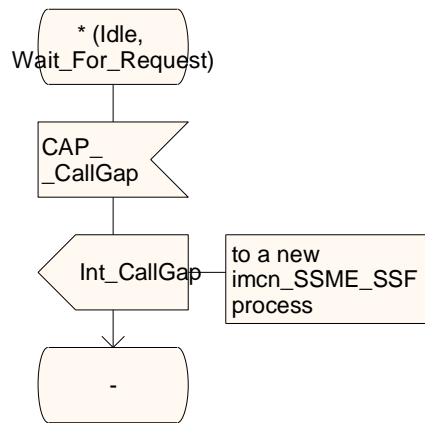 * (Idle,
Wait_For_Request)
CAP_
_CallGap
Int_CallGap
to a new
imcn_SSME_SSF
process
-